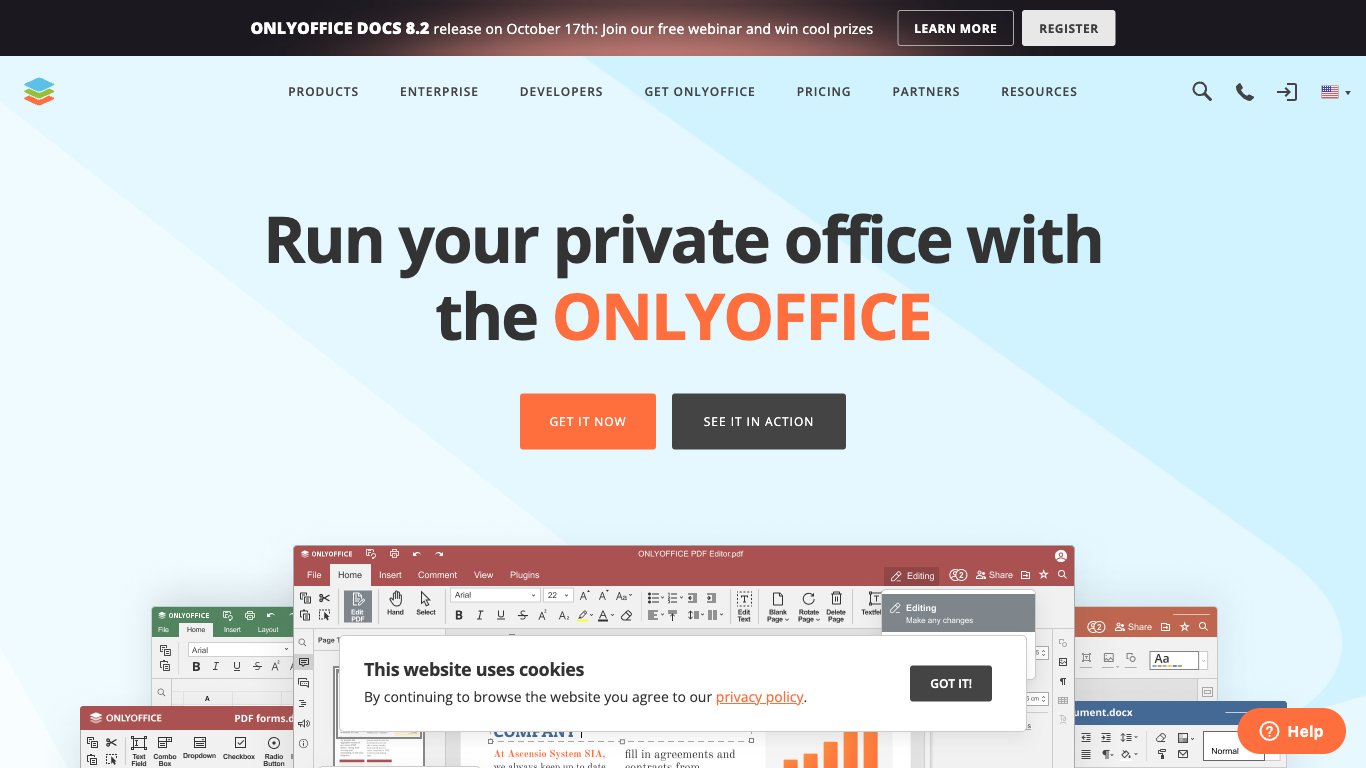 ONLYOFFICE DOCS 8.2 release on October 17th: Join our free webinar and win cool prizes
LEARN MORE
REGISTER
PRODUCTS
ENTERPRISE
DEVELOPERS
GET ONLYOFFICE
PRICING
PARTNERS
RESOURCES
Run your private office with
the ONLYOFFICE
GET IT NOW
SEE IT IN ACTION
ONLYOFFICE
ONLYOFFICE PDF Editor.pdf
File Home Insert Comment View Plugins
Editing
2
Share
Edit PDF
Hand
Select
Arial
22
Edit Text
Blank Page
Rotate Page
Delete Page
Editing
Make any changes
ONLYOFFICE
File Home Insert Layout
Arial
A
2
Share
Aa
This website uses cookies
By continuing to browse the website you agree to our privacy policy.
GOT IT!
ONLYOFFICE
PDF forms.
Text Field
Combo Box
Dropdown
Checkbox
Radio Button
COMPANY
At Ascensio System SIA,
we always keep up to date
fill in agreements and
contracts from
ument.docx
Normal
Help